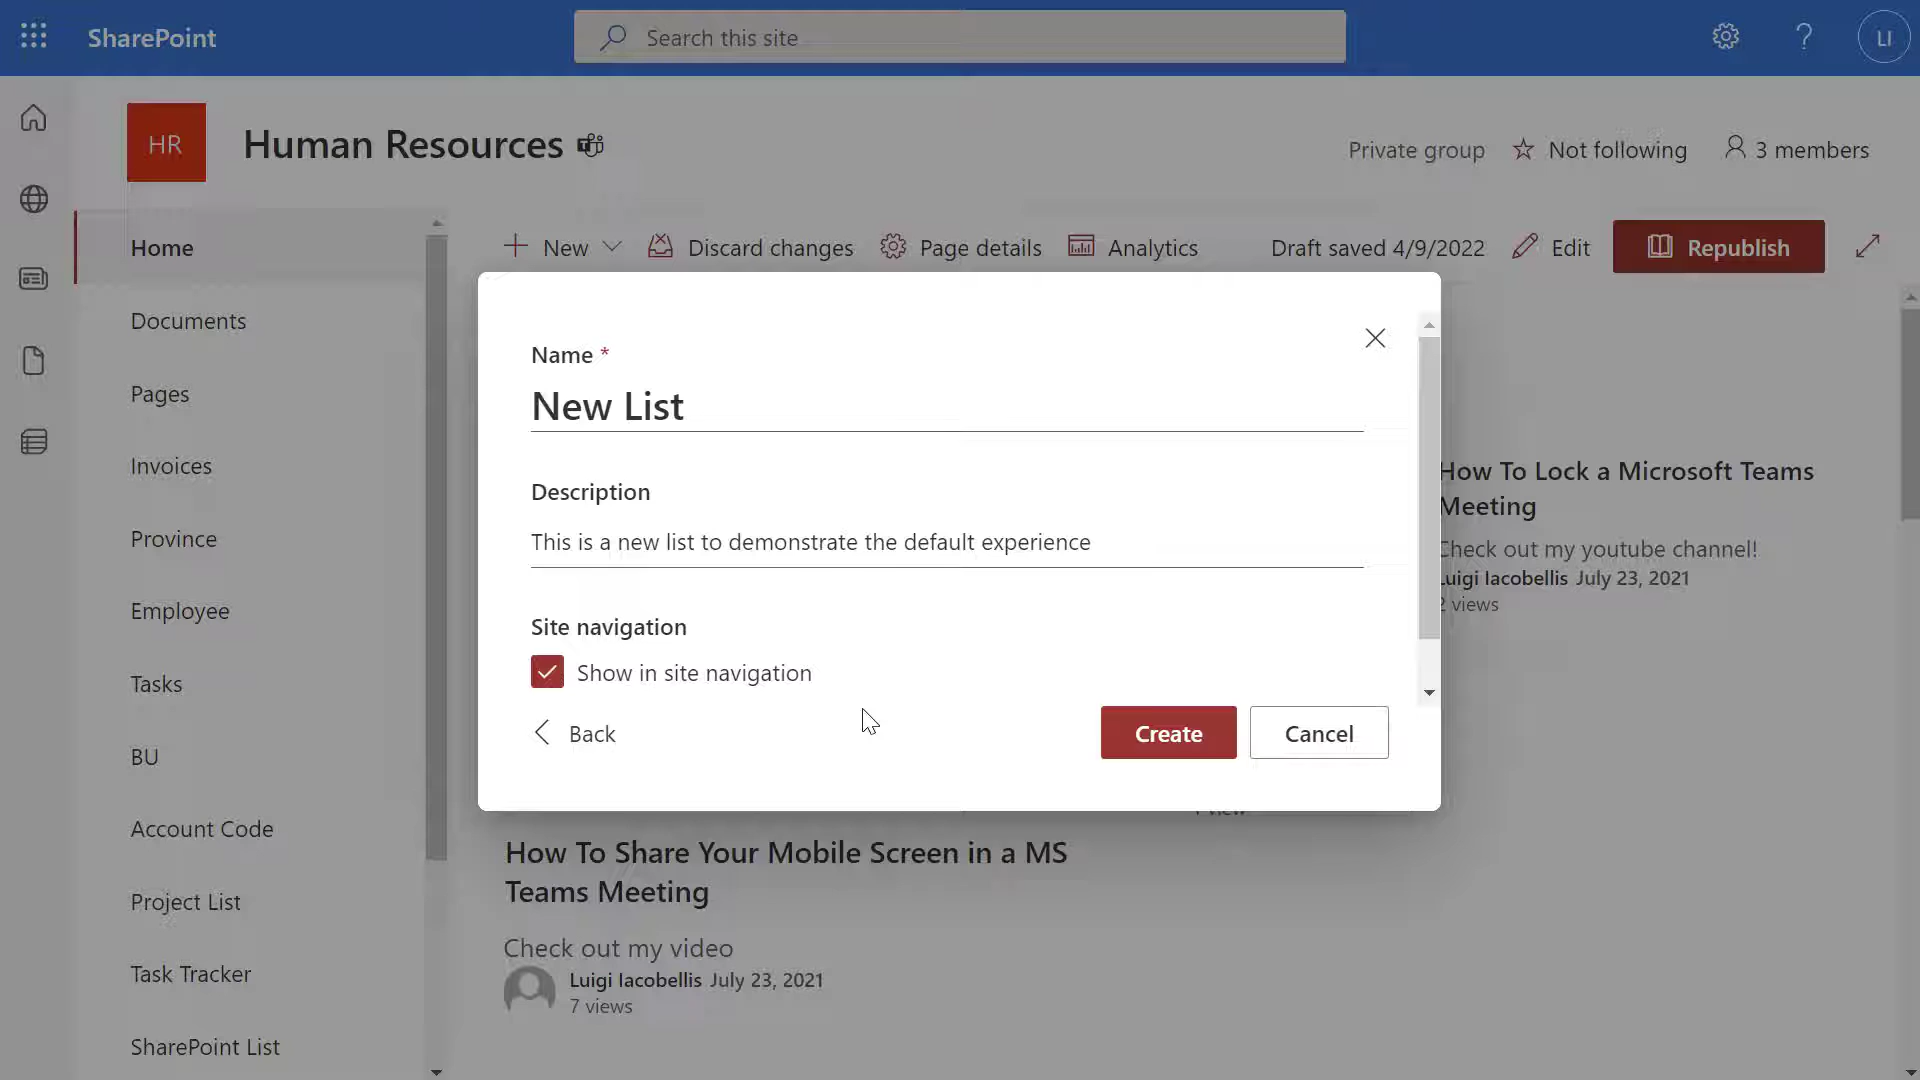 SharePoint
Search this site
LI
HR
Human Resources
Private group
Not following
3 members
Home
Documents
Pages
Invoices
Province
Employee
Tasks
BU
Account Code
Project List
Task Tracker
SharePoint List
New
Discard changes
Page details
Analytics
Draft saved 4/9/2022
Edit
Republish
Name *
New List
Description
This is a new list to demonstrate the default experience
Site navigation
Show in site navigation
Back
Create
Cancel
How To Lock a Microsoft Teams
Meeting
Check out my youtube channel!
Luigi Iacobellis July 23, 2021
2 views
How To Share Your Mobile Screen in a MS
Teams Meeting
Check out my video
Luigi Iacobellis July 23, 2021
7 views